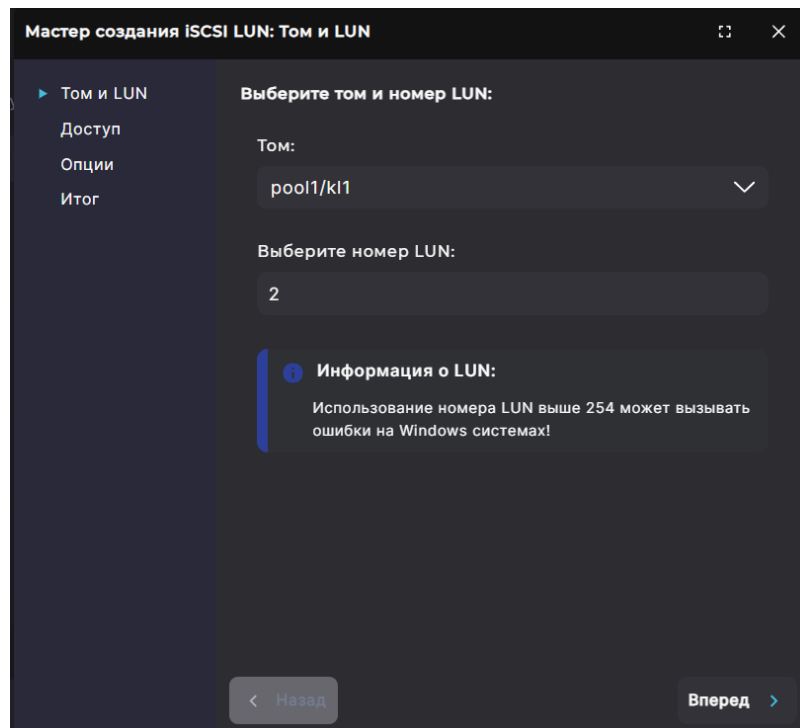 Мастер создания iSCSI LUN: Том и LUN
Том и LUN
Доступ
Опции
Итог
Выберите том и номер LUN:
Том:
pool1/kl1
Выберите номер LUN:
2
Информация о LUN:
Использование номера LUN выше 254 может вызывать
ошибки на Windows системах!
Назад
Вперед